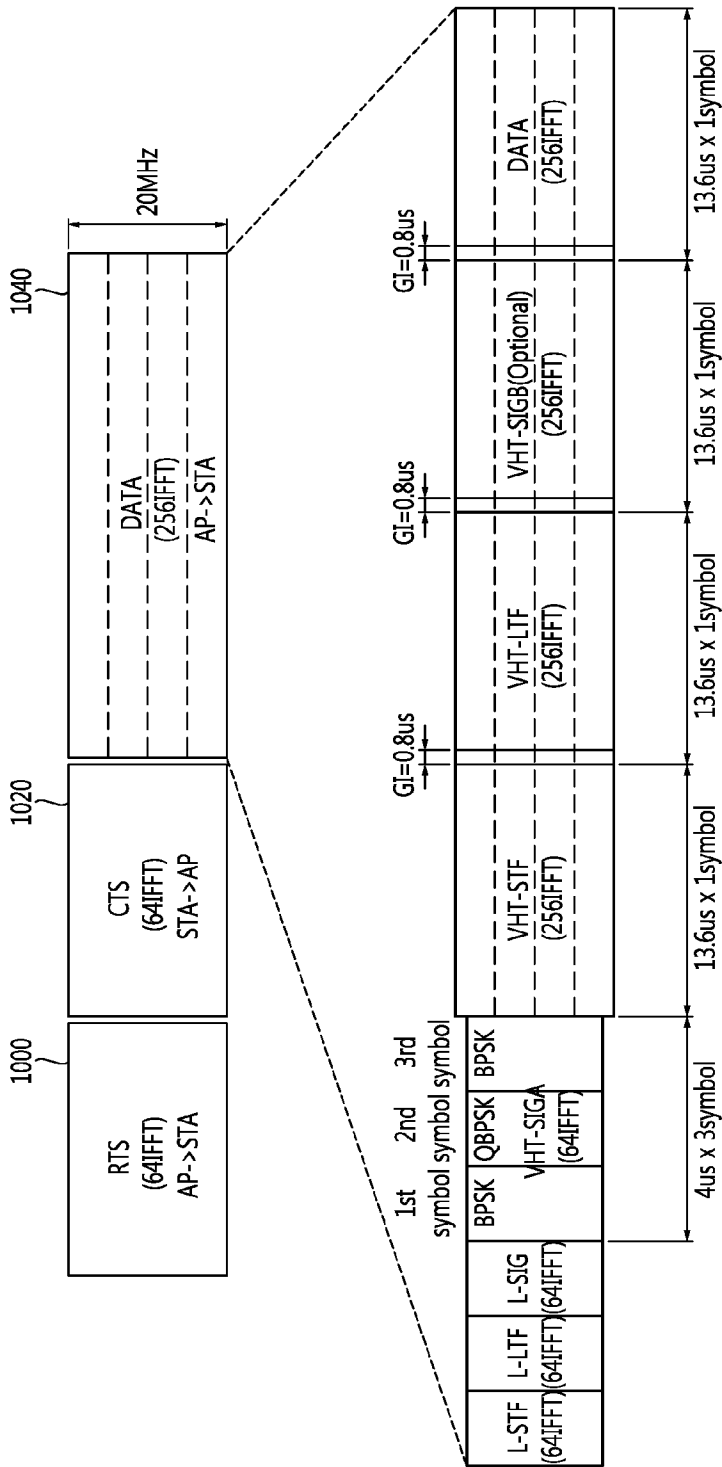 1000
1020
1040
RTS
(64IFFT)
AP->STA
CTS
(64IFFT)
STA->AP
DATA
(256IFFT)
AP->STA
20MHz
1st
symbol
2nd
symbol
3rd
symbol
GI=0.8us
GI=0.8us
GI=0.8us
L-STF
(64IFFT)
L-LTF
(64IFFT)
L-SIG
(64IFFT)
BPSK
QBPSK
BPSK
VHT-SIGA
(64IFFT)
VHT-STF
(256IFFT)
VHT-LTF
(256IFFT)
VHT-SIGB(Optional)
(256IFFT)
DATA
(256IFFT)
4us x 3symbol
13.6us x 1symbol
13.6us x 1symbol
13.6us x 1symbol
13.6us x 1symbol